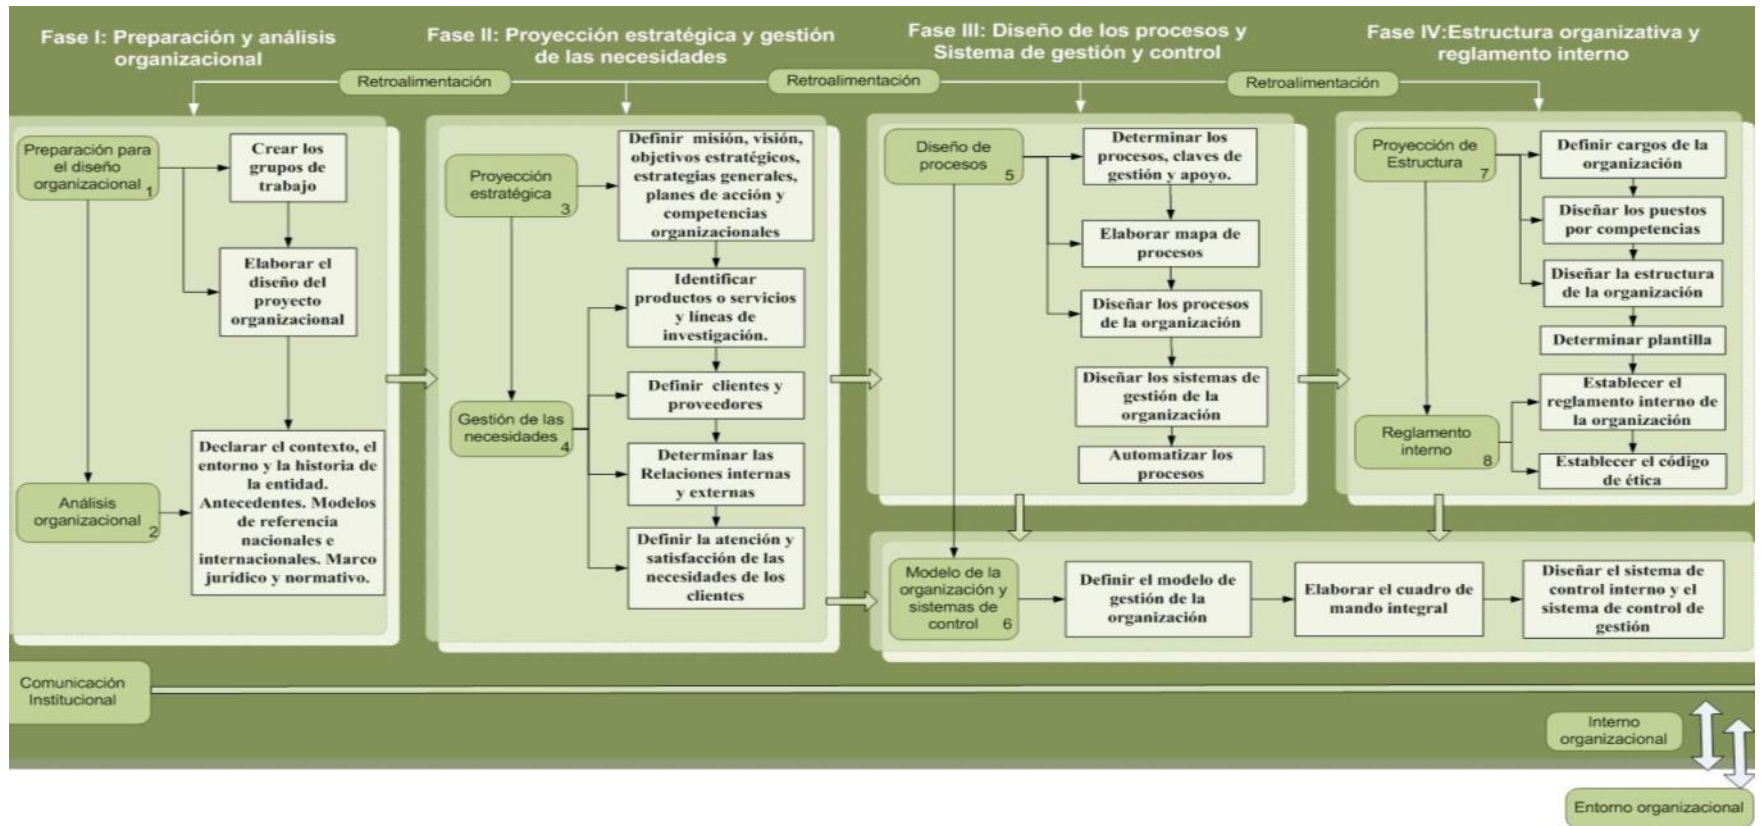 Fase I: Preparación y análisis
organizacional
Fase II: Proyección estratégica y gestión
de las necesidades
Fase III: Diseño de los procesos y
Sistema de gestión y control
Fase IV:Estructura organizativa y
reglamento interno
Retroalimentación
Retroalimentación
Retroalimentación
Preparación para
el diseño
organizacional
1
Crear los
grupos de
trabajo
Elaborar el
diseño del
proyecto
organizacional
Análisis
organizacional
2
Declarar el contexto, el
entorno y la historia de
la entidad.
Antecedentes. Modelos
de referencia
nacionales e
internacionales. Marco
jurídico y normativo.
Proyección
estratégica
3
Definir misión, visión,
objetivos estratégicos,
estrategias generales,
planes de acción y
competencias
organizacionales
Identificar
productos o servicios
y líneas de
investigación.
Gestión de las
necesidades
4
Definir clientes y
proveedores
Determinar las
Relaciones internas
y externas
Definir la atención y
satisfacción de las
necesidades de los
clientes
Diseño de
procesos
5
Determinar los
procesos, claves de
gestión y apoyo.
Elaborar mapa de
procesos
Diseñar los procesos
de la organización
Diseñar los sistemas de
gestión de la
organización
Automatizar los
procesos
Proyección de
Estructura
7
Definir cargos de la
organización
Diseñar los puestos
por competencias
Diseñar la estructura
de la organización
Determinar plantilla
Reglamento
interno
8
Establecer el
reglamento interno de
la organización
Establecer el código
de ética
Modelo de la
organización y
sistemas de
control
6
Definir el modelo de
gestión de la
organización
Elaborar el cuadro de
mando integral
Diseñar el sistema de
control interno y el
sistema de control de
gestión
Comunicación
Institucional
Interno
organizacional
Entorno organizacional